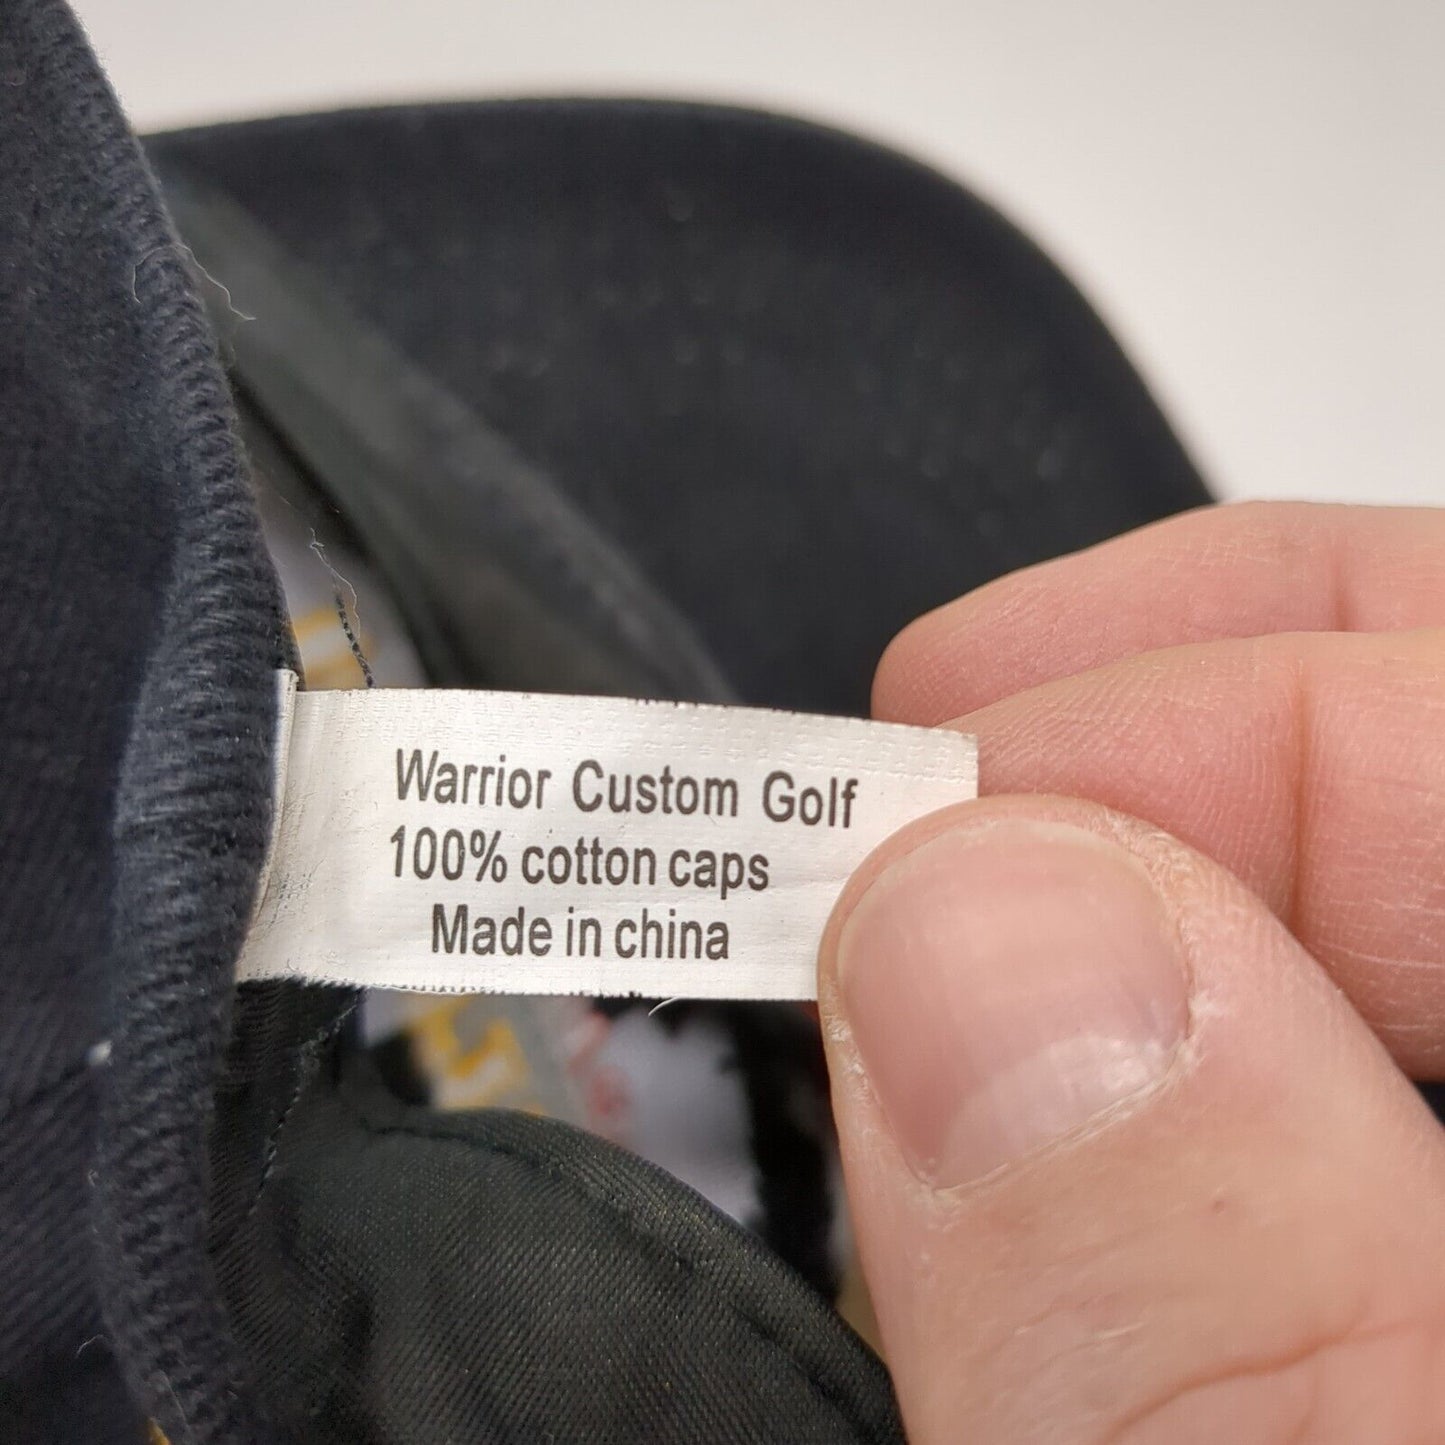 Warrior Custom Golf
100% cotton caps
Made in china